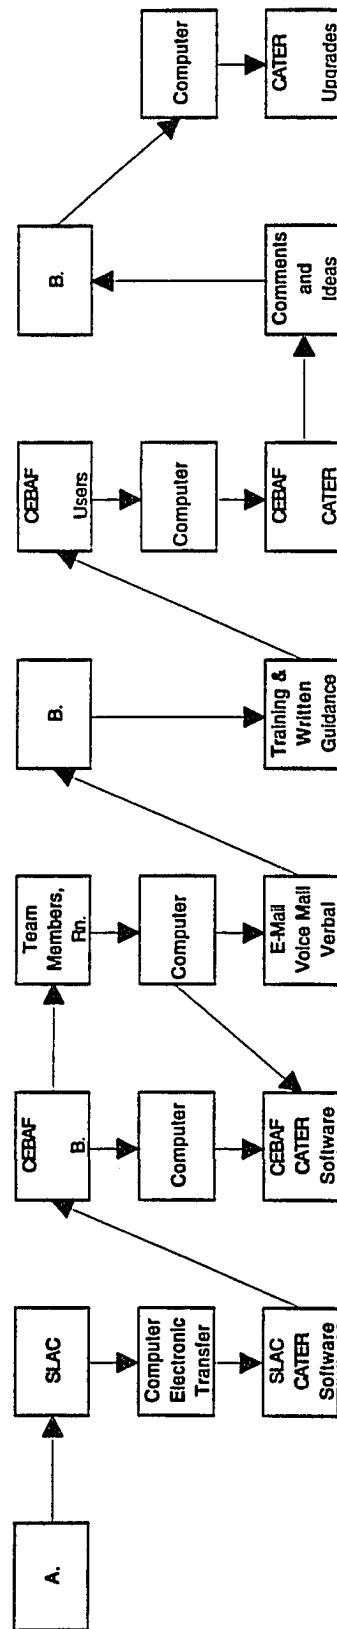 A.
SLAC
Computer
Electronic
Transfer
SLAC
CATER
Software
CEBAF
B.
Computer
CEBAF
CATER
Software
Team
Members,
Rn.
Computer
E-Mail
Voice Mail
Verbal
B.
Training &
Written
Guidance
CEBAF
Users
Computer
CEBAF
CATER
Comments
and
Ideas
B.
Computer
CATER
Upgrades